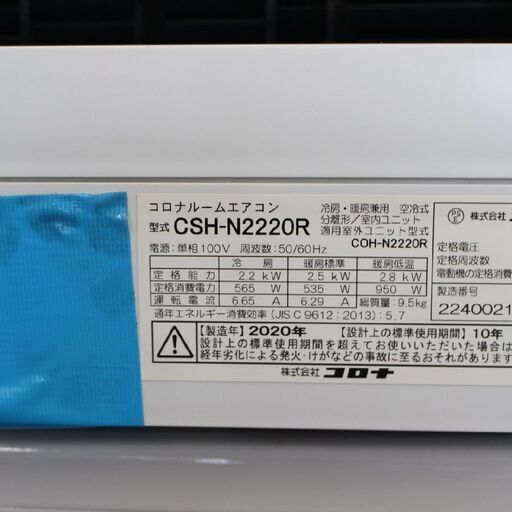 コロナルームエアコン
型式 CSH-N2220R
冷房・暖房兼用 空冷式
分離形／室内ユニット
適用室外ユニット型式
COH-N2220R
電源:単相100V 周波数:50/60Hz
冷 房 暖房標準 暖房低温
定格能力 2.2 kW 2.5 kW 2.8 kW
定格消費電力 565 W 535 W 950 W
運転電流 6.65 A 6.29 A 総質量:9.5kg
通年エネルギー消費効率(JIS C 9612:2013):5.7
【製造年】2020年 【設計上の標準使用期間】10年
設計上の標準使用期間を超えてお使いいただいた場合は
経年劣化による発火・けがなどの事故に至るおそれがあります
株式会社 コロナ
PS E 株式会社
定格電圧
定格周波数
電動機の定格消費
製造番号
2240021